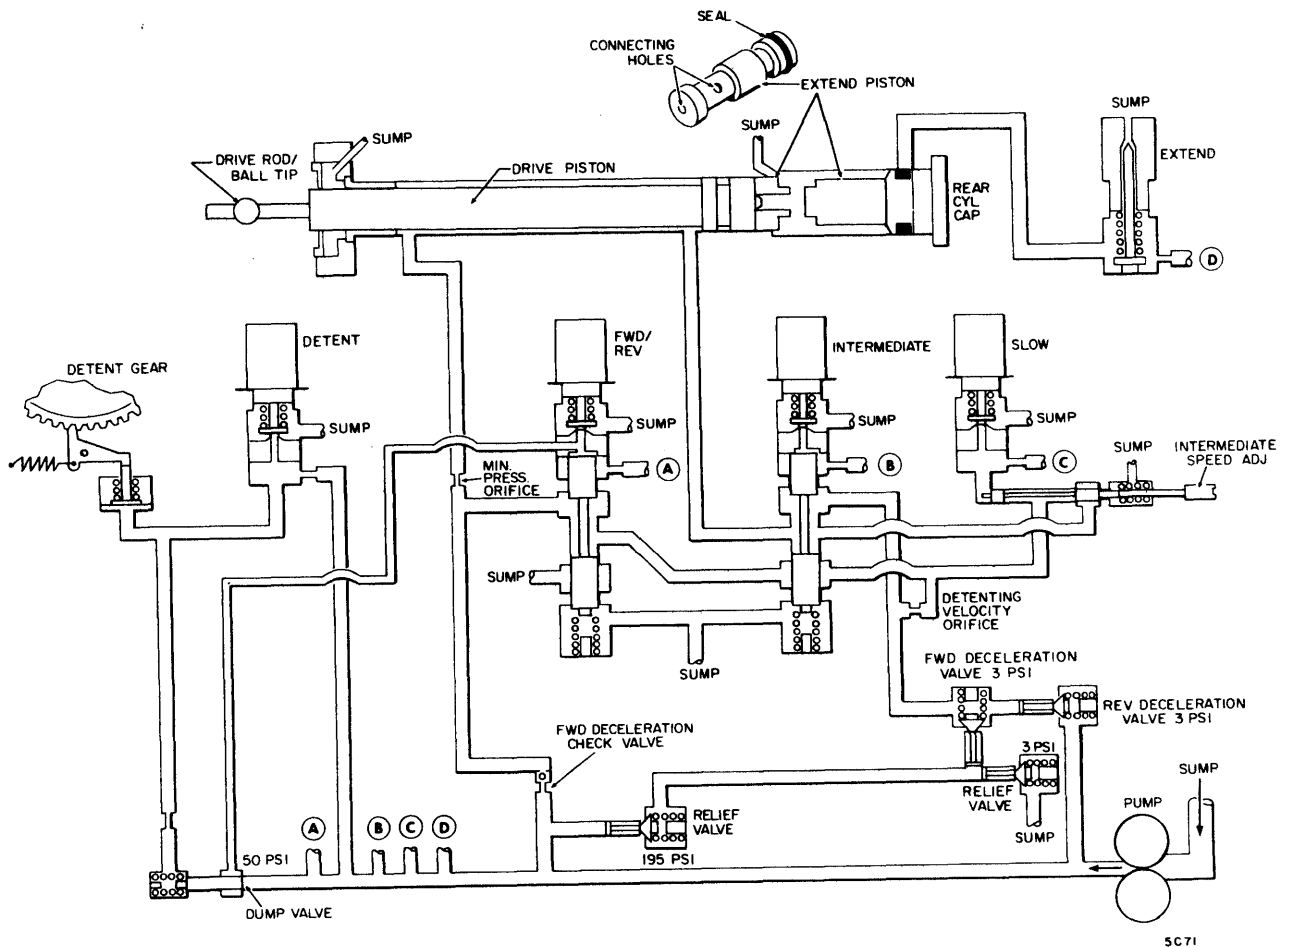 SEAL
CONNECTING
HOLES
EXTEND PISTON
SUMP
SUMP
SUMP
DRIVE ROD/
BALL TIP
DRIVE PISTON
EXTEND
REAR
CYL
CAP
D
DETENT
FWD/
REV
INTERMEDIATE
SLOW
DETENT GEAR
SUMP
SUMP
SUMP
SUMP
SUMP
INTERMEDIATE
SPEED ADJ
MIN.
PRESS.
ORIFICE
A
B
C
SUMP
DETENTING
VELOCITY
ORIFICE
SUMP
FWD DECELERATION
VALVE 3 PSI
REV DECELERATION
VALVE 3 PSI
FWD DECELERATION
CHECK VALVE
3 PSI
RELIEF
VALVE
SUMP
SUMP
PUMP
RELIEF
VALVE
195 PSI
A
B
C
D
50 PSI
DUMP VALVE
5C71